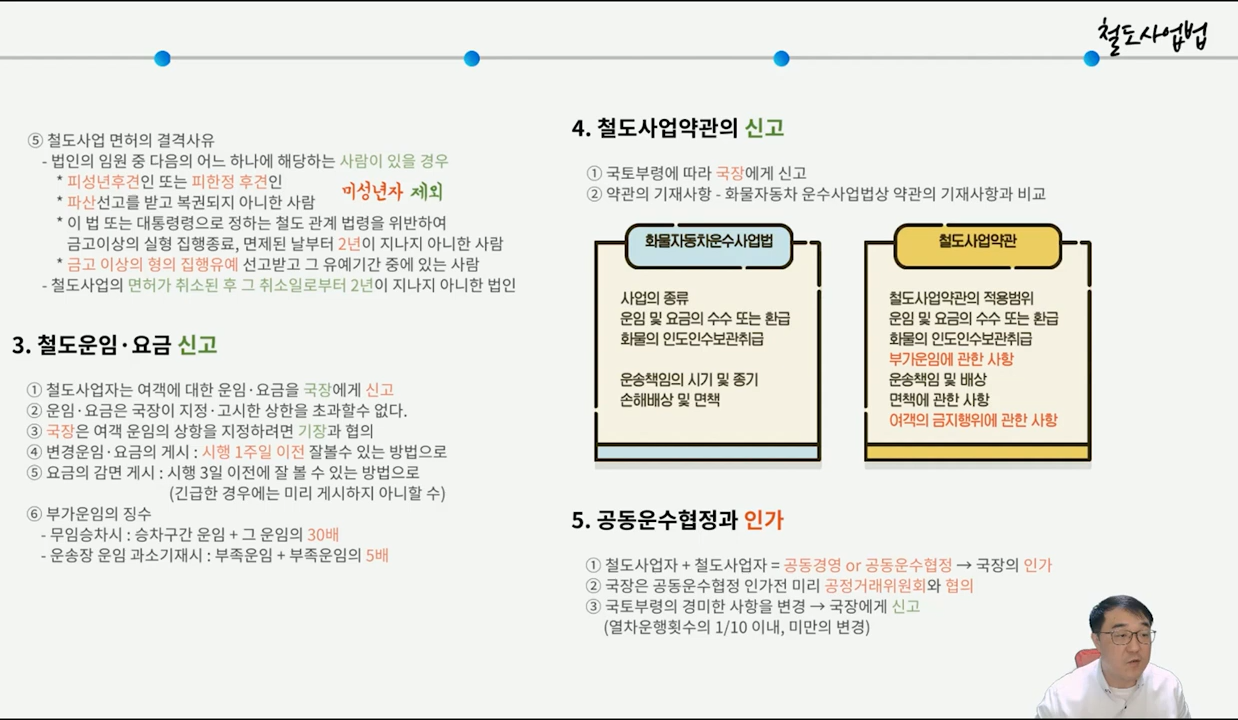 철도사업법
⑤ 철도사업 면허의 결격사유
- 법인의 임원 중 다음의 어느 하나에 해당하는 사람이 있을 경우
* 피성년후견인 또는 피한정 후견인
미성년자 제외
* 파산선고를 받고 복권되지 아니한 사람
* 이 법 또는 대통령령으로 정하는 철도 관계 법령을 위반하여
금고이상의 실형 집행종료, 면제된 날부터 2년이 지나지 아니한 사람
* 금고 이상의 형의 집행유예 선고받고 그 유예기간 중에 있는 사람
- 철도사업의 면허가 취소된 후 그 취소일로부터 2년이 지나지 아니한 법인
3. 철도운임·요금 신고
① 철도사업자는 여객에 대한 운임·요금을 국장에게 신고
② 운임·요금은 국장이 지정·고시한 상한을 초과할수 없다.
③ 국장은 여객 운임의 상항을 지정하려면 기장과 협의
④ 변경운임·요금의 게시 : 시행 1주일 이전 잘볼수 있는 방법으로
⑤ 요금의 감면 게시 : 시행 3일 이전에 잘 볼 수 있는 방법으로
(긴급한 경우에는 미리 게시하지 아니할 수)
⑥ 부가운임의 징수
- 무임승차시 : 승차구간 운임 + 그 운임의 30배
- 운송장 운임 과소기재시 : 부족운임 + 부족운임의 5배
4. 철도사업약관의 신고
① 국토부령에 따라 국장에게 신고
② 약관의 기재사항 - 화물자동차 운수사업법상 약관의 기재사항과 비교
화물자동차운수사업법
사업의 종류
운임 및 요금의 수수 또는 환급
화물의 인도인수보관취급
운송책임의 시기 및 종기
손해배상 및 면책
철도사업약관
철도사업약관의 적용범위
운임 및 요금의 수수 또는 환급
화물의 인도인수보관취급
부가운임에 관한 사항
운송책임 및 배상
면책에 관한 사항
여객의 금지행위에 관한 사항
5. 공동운수협정과 인가
① 철도사업자 + 철도사업자 = 공동경영 or 공동운수협정 → 국장의 인가
② 국장은 공동운수협정 인가전 미리 공정거래위원회와 협의
③ 국토부령의 경미한 사항을 변경 → 국장에게 신고
(열차운행횟수의 1/10 이내, 미만의 변경)